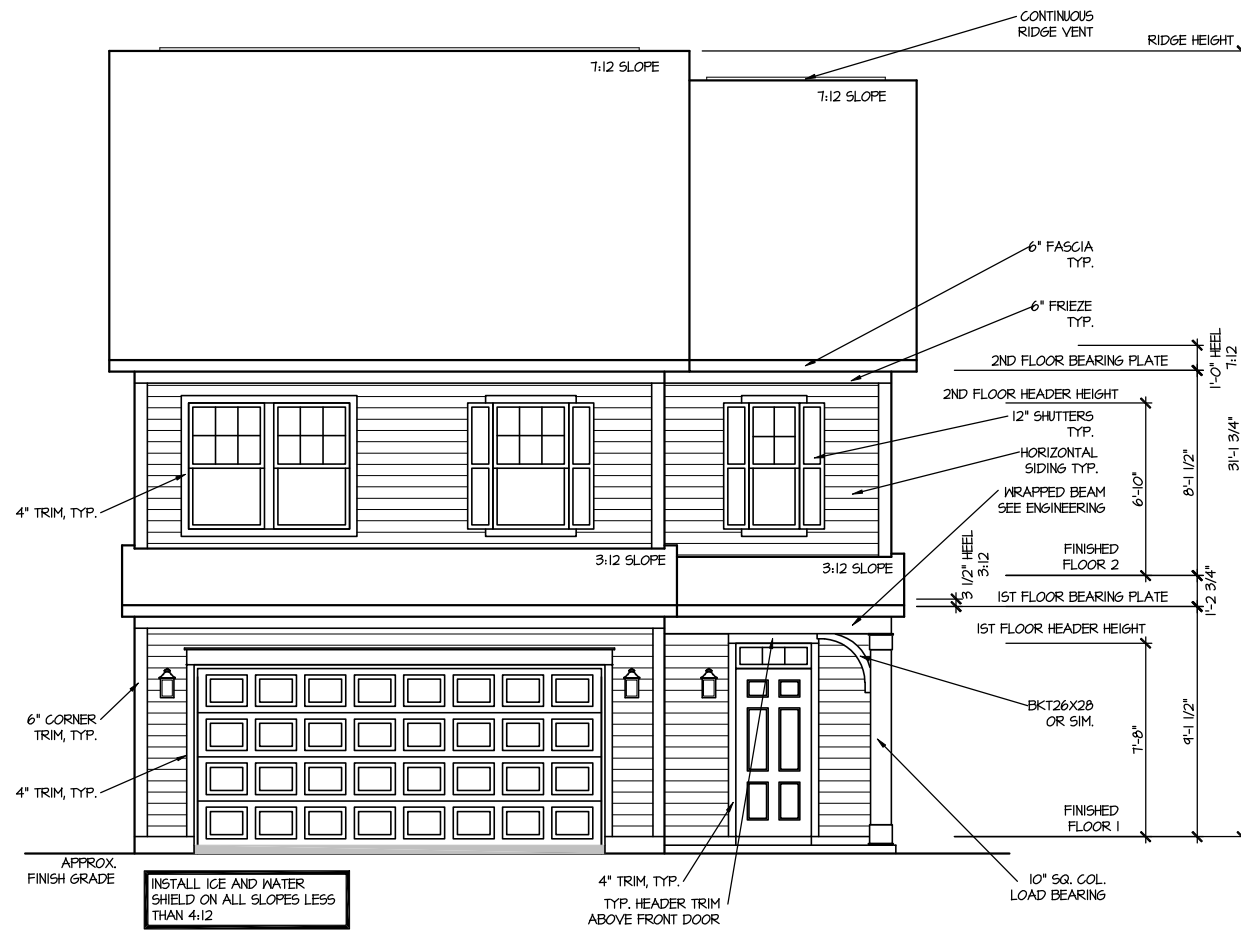 CONTINUOUS
RIDGE VENT
RIDGE HEIGHT
7:12 SLOPE
7:12 SLOPE
6" FASCIA
TYP.
6" FRIEZE
TYP.
1'-0" HEEL
7:12
2ND FLOOR BEARING PLATE
2ND FLOOR HEADER HEIGHT
12" SHUTTERS
TYP.
31'-1 3/4"
HORIZONTAL
SIDING TYP.
8'-1 1/2"
6'-10"
WRAPPED BEAM
SEE ENGINEERING
4" TRIM, TYP.
3:12 SLOPE
3:12 SLOPE
3 1/2" HEEL
3:12
FINISHED
FLOOR 2
1'-2 3/4"
1ST FLOOR BEARING PLATE
1ST FLOOR HEADER HEIGHT
6" CORNER
TRIM, TYP.
BKT26X28
OR SIM.
7'-8"
9'-1 1/2"
4" TRIM, TYP.
FINISHED
FLOOR 1
APPROX.
FINISH GRADE
INSTALL ICE AND WATER
SHIELD ON ALL SLOPES LESS
THAN 4:12
4" TRIM, TYP.
TYP. HEADER TRIM
ABOVE FRONT DOOR
10" SQ. COL.
LOAD BEARING